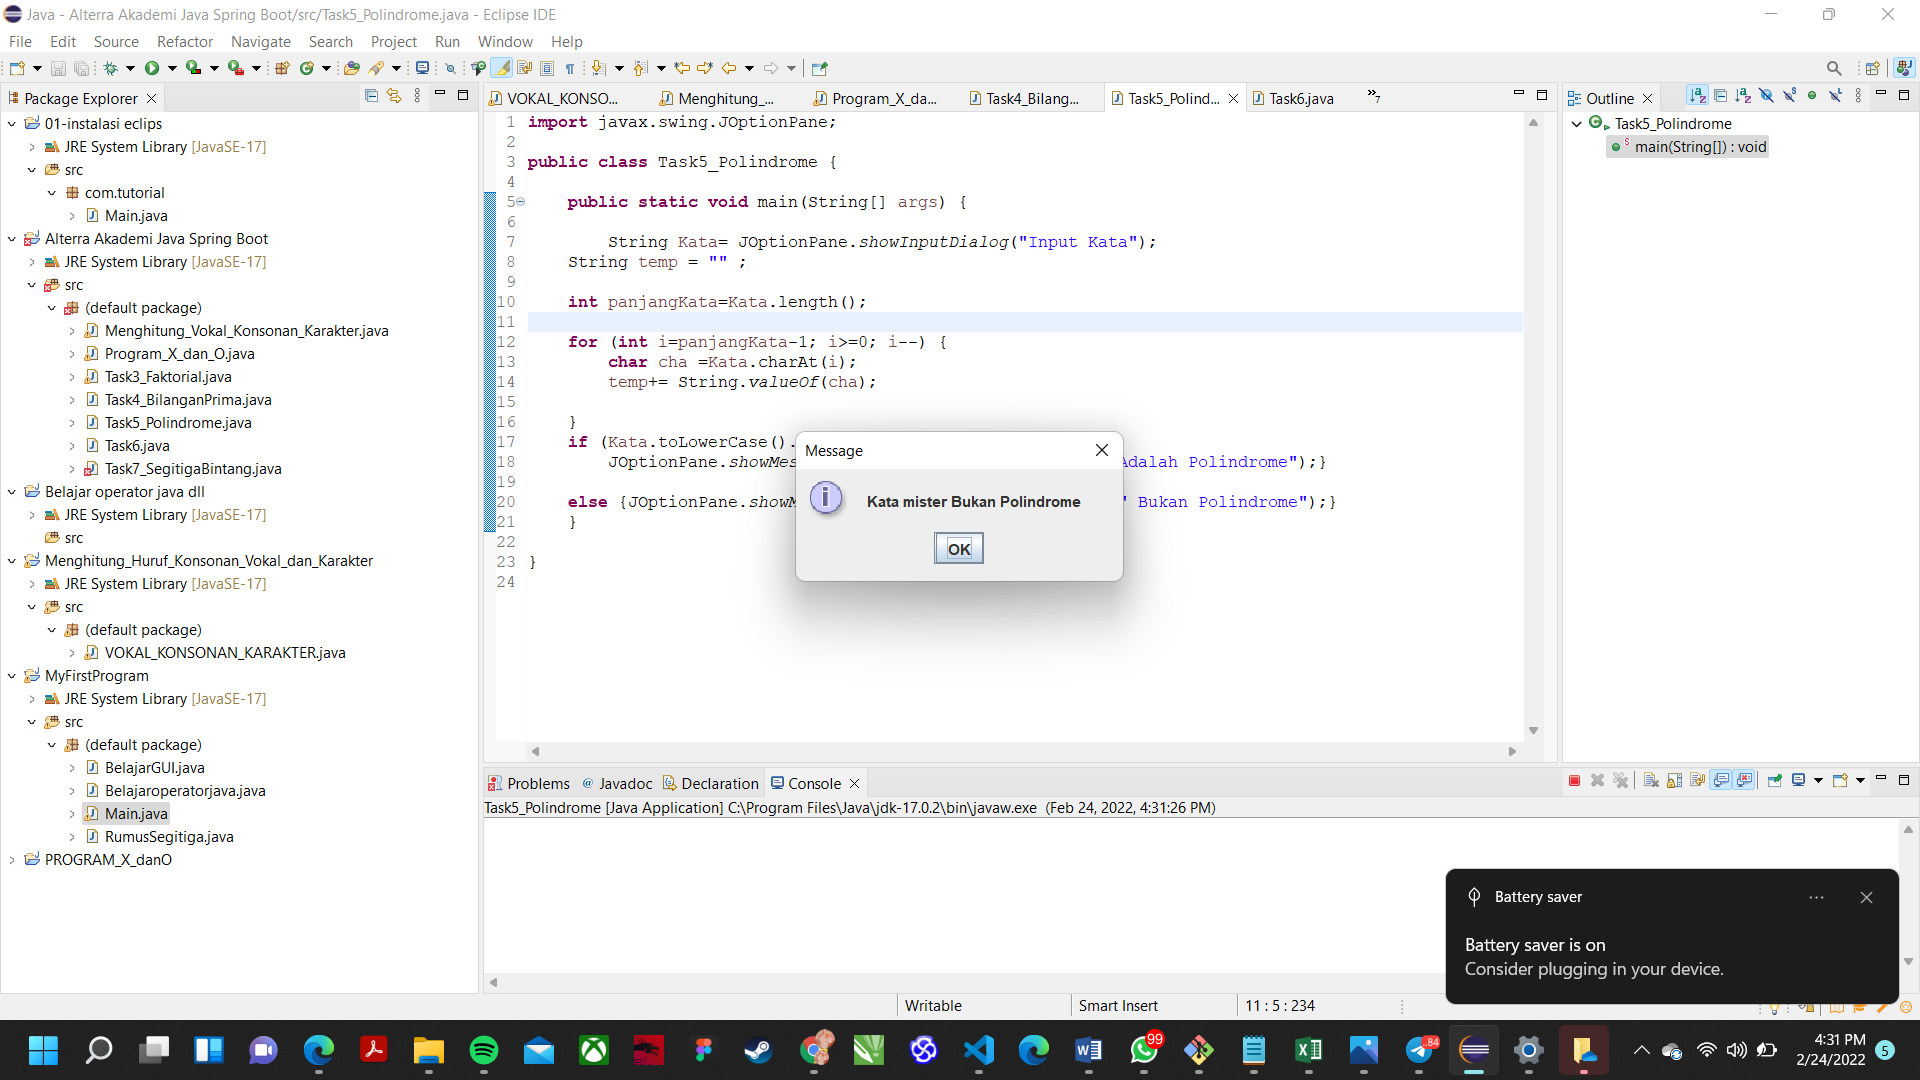 Java - Alterra Akademi Java Spring Boot/src/Task5_Polindrome.java - Eclipse IDE
File Edit Source Refactor Navigate Search Project Run Window Help
Package Explorer
01-instalasi eclips
JRE System Library [JavaSE-17]
src
com.tutorial
Main.java
Alterra Akademi Java Spring Boot
JRE System Library [JavaSE-17]
src
(default package)
Menghitung_Vokal_Konsonan_Karakter.java
Program_X_dan_O.java
Task3_Faktorial.java
Task4_BilanganPrima.java
Task5_Polindrome.java
Task6.java
Task7_SegitigaBintang.java
Belajar operator java dll
JRE System Library [JavaSE-17]
src
Menghitung_Huruf_Konsonan_Vokal_dan_Karakter
JRE System Library [JavaSE-17]
src
(default package)
VOKAL_KONSONAN_KARAKTER.java
MyFirstProgram
JRE System Library [JavaSE-17]
src
(default package)
BelajarGUI.java
Belajaroperatorjava.java
Main.java
RumusSegitiga.java
PROGRAM_X_danO
VOKAL_KONSO... Menghitung_... Program_X_da... Task4_Bilang... Task5_Polind... Task6.java »7
1 import javax.swing.JOptionPane;
2
3 public class Task5_Polindrome {
4
5 public static void main(String[] args) {
6
7 String Kata= JOptionPane.showInputDialog("Input Kata");
8 String temp = "" ;
9
10 int panjangKata=Kata.length();
11
12 for (int i=panjangKata-1; i>=0; i--) {
13 char cha =Kata.charAt(i);
14 temp+= String.valueOf(cha);
15
16 }
17 if (Kata.toLowerCase().
18 JOptionPane.showMes Adalah Polindrome");}
19
20 else {JOptionPane.showM " Bukan Polindrome");}
21 }
22
23 }
24
Message
Kata mister Bukan Polindrome
OK
Outline
Task5_Polindrome
main(String[]) : void
Problems @ Javadoc Declaration Console
Task5_Polindrome [Java Application] C:\Program Files\Java\jdk-17.0.2\bin\javaw.exe (Feb 24, 2022, 4:31:26 PM)
Battery saver
Battery saver is on
Consider plugging in your device.
Writable Smart Insert 11 : 5 : 234
99
84
4:31 PM
2/24/2022
5